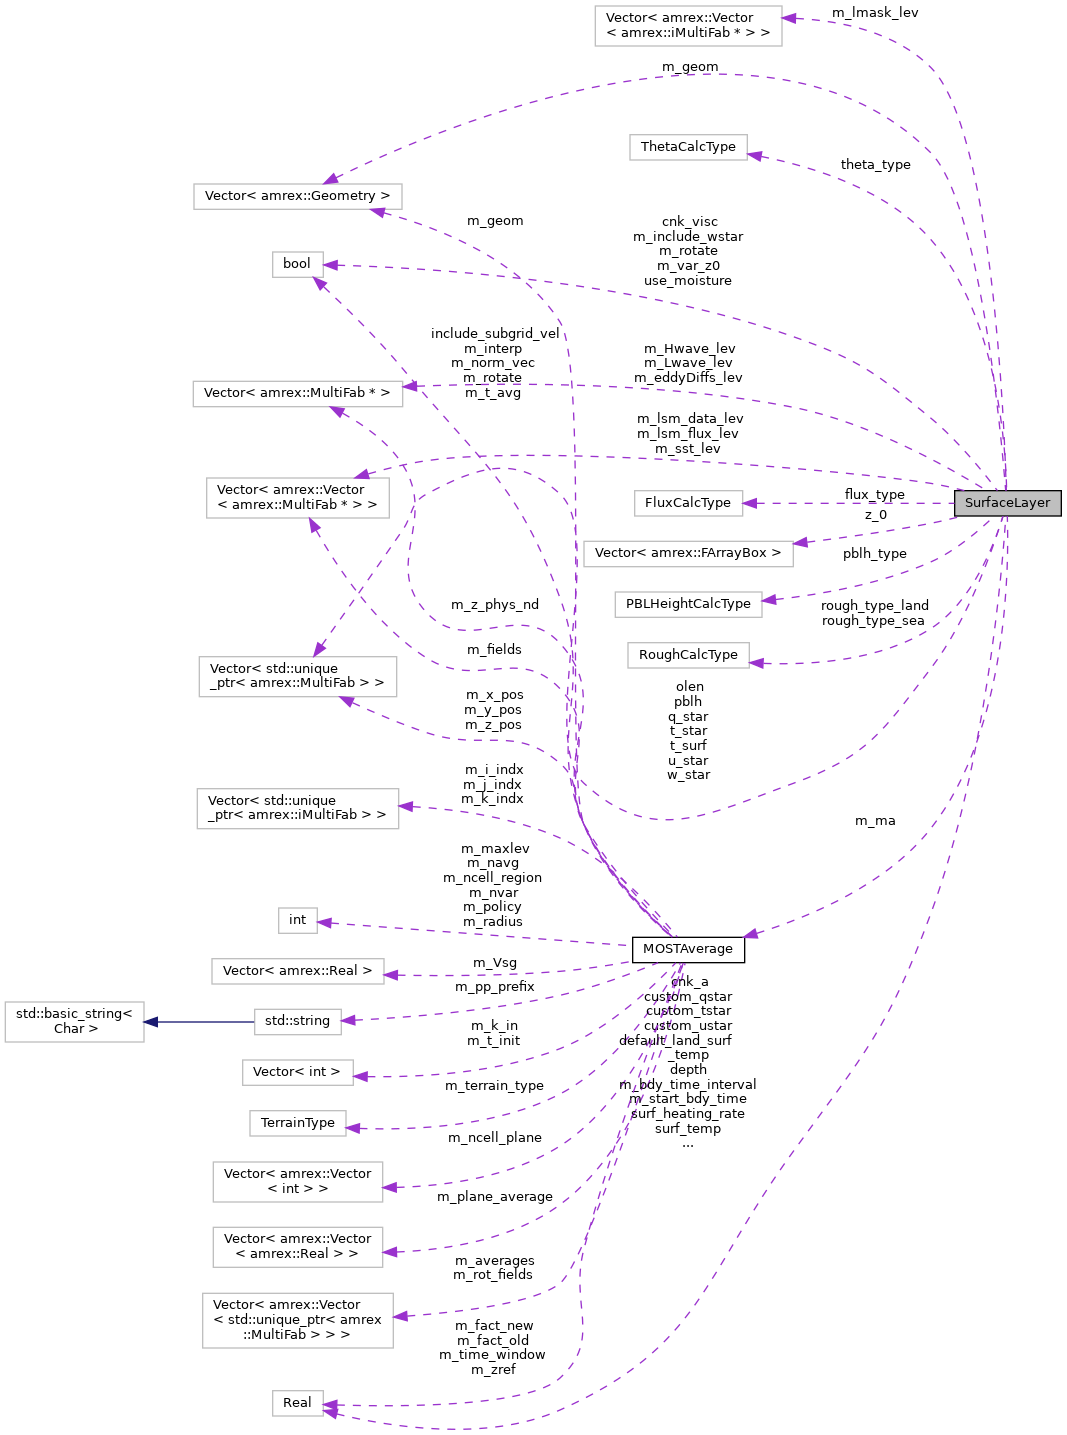 Vector< amrex::Vector
< amrex::iMultiFab * > >
m_lmask_lev
m_geom
ThetaCalcType
theta_type
Vector< amrex::Geometry >
m_geom
cnk_visc
m_include_wstar
m_rotate
m_var_z0
use_moisture
bool
include_subgrid_vel
m_interp
m_norm_vec
m_rotate
m_t_avg
m_Hwave_lev
m_Lwave_lev
m_eddyDiffs_lev
Vector< amrex::MultiFab * >
m_lsm_data_lev
m_lsm_flux_lev
m_sst_lev
Vector< amrex::Vector
< amrex::MultiFab * > >
FluxCalcType
flux_type
SurfaceLayer
z_0
Vector< amrex::FArrayBox >
pblh_type
PBLHeightCalcType
m_z_phys_nd
rough_type_land
rough_type_sea
m_fields
RoughCalcType
Vector< std::unique
_ptr< amrex::MultiFab > >
m_x_pos
m_y_pos
m_z_pos
olen
pblh
q_star
t_star
t_surf
u_star
w_star
m_i_indx
m_j_indx
m_k_indx
Vector< std::unique
_ptr< amrex::iMultiFab > >
m_ma
m_maxlev
m_navg
m_ncell_region
m_nvar
m_policy
m_radius
int
MOSTAverage
m_Vsg
Vector< amrex::Real >
m_pp_prefix
std::basic_string<
Char >
std::string
m_k_in
m_t_init
cnk_a
custom_qstar
custom_tstar
custom_ustar
default_land_surf
_temp
depth
m_bdy_time_interval
m_start_bdy_time
surf_heating_rate
surf_temp
...
Vector< int >
m_terrain_type
TerrainType
m_ncell_plane
Vector< amrex::Vector
< int > >
m_plane_average
Vector< amrex::Vector
< amrex::Real > >
m_averages
m_rot_fields
Vector< amrex::Vector
< std::unique_ptr< amrex
::MultiFab > > >
m_fact_new
m_fact_old
m_time_window
m_zref
Real